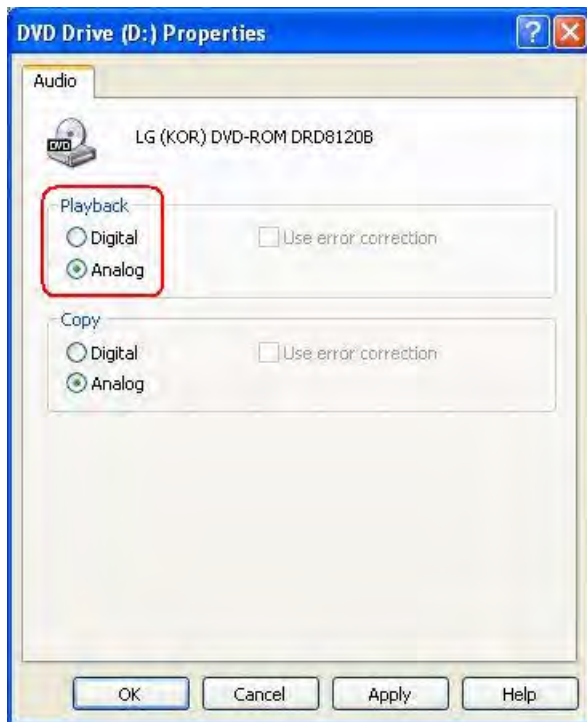 DVD Drive (D:) Properties
?
Audio
DVD
LG (KOR) DVD-ROM DRD8120B
Playback
Digital
Use error correction
Analog
Copy
Digital
Use error correction
Analog
OK
Cancel
Apply
Help